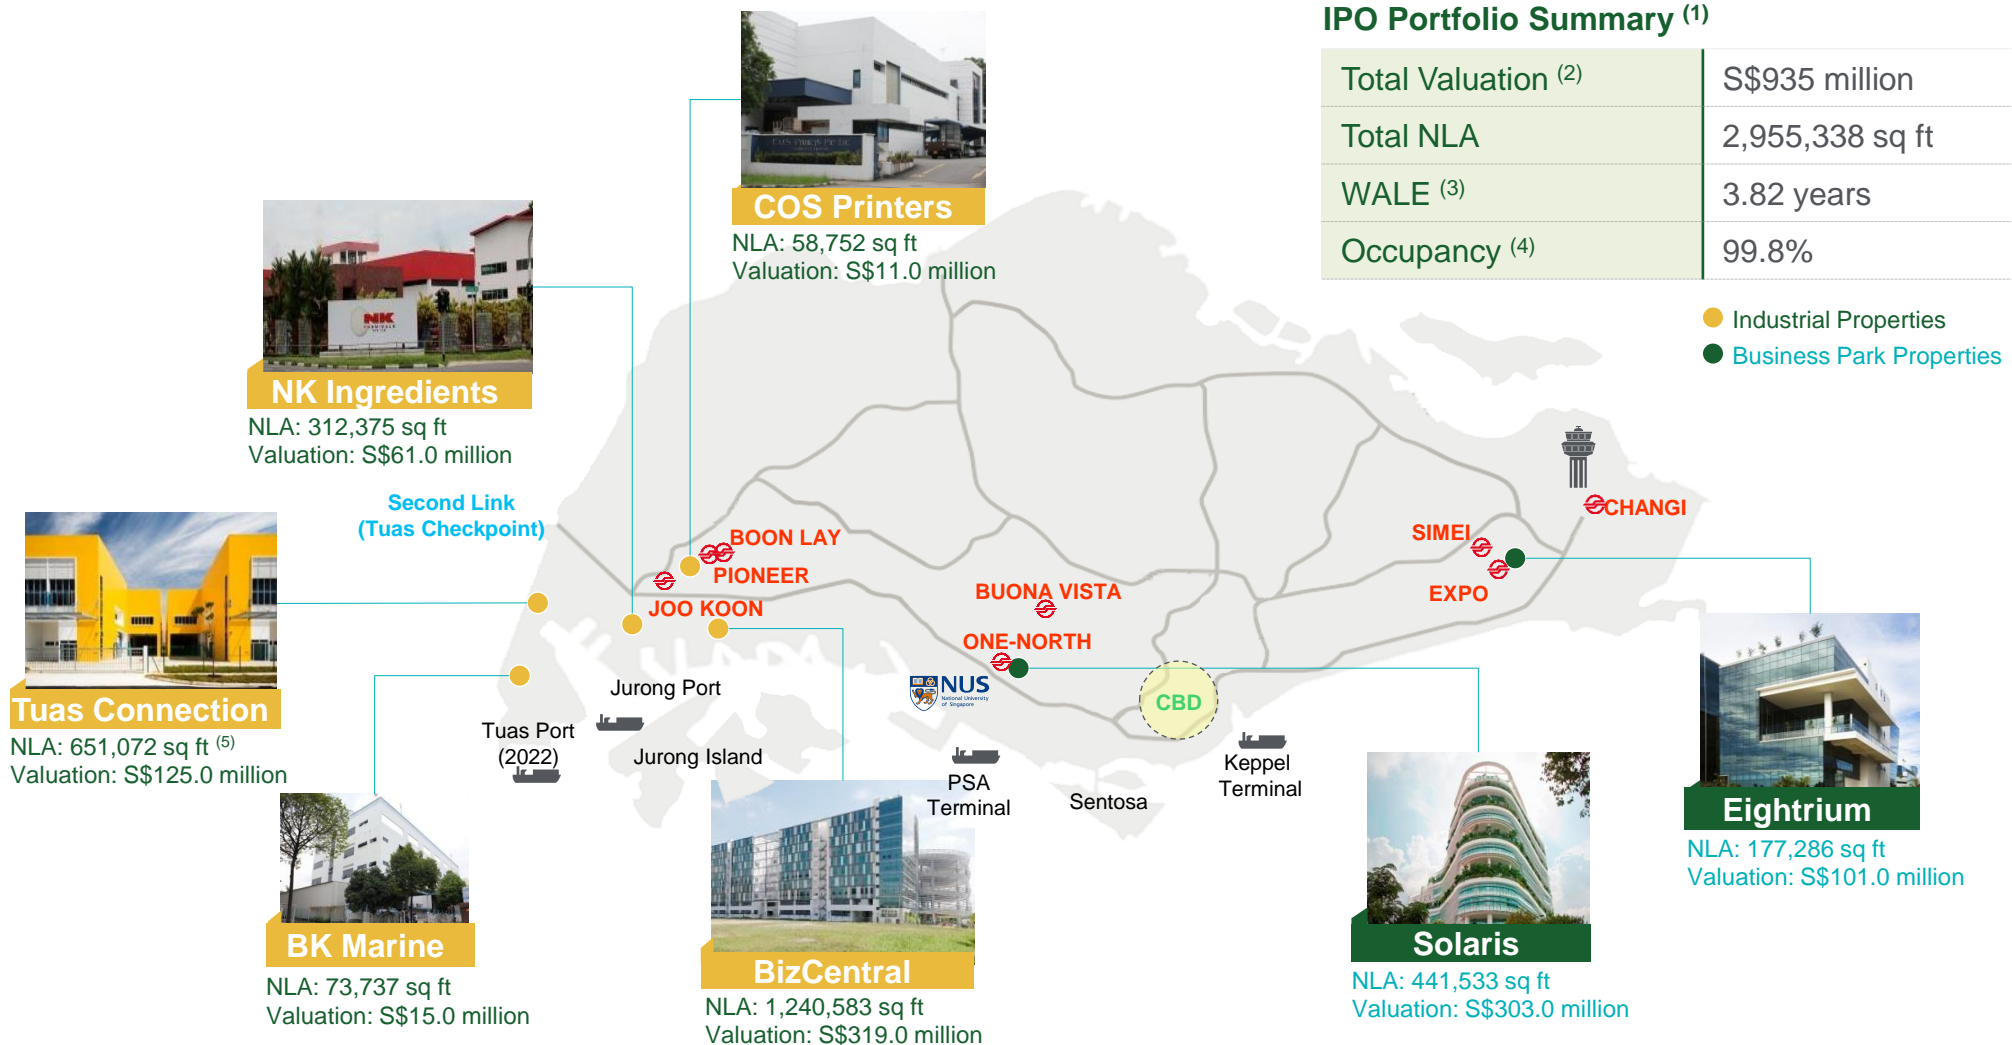 IPO Portfolio Summary (1)
Total Valuation (2) S$935 million
Total NLA 2,955,338 sq ft
WALE (3) 3.82 years
Occupancy (4) 99.8%
Industrial Properties
Business Park Properties
COS Printers
NLA: 58,752 sq ft
Valuation: S$11.0 million
NK
NK Ingredients
NLA: 312,375 sq ft
Valuation: S$61.0 million
Second Link
(Tuas Checkpoint)
Tuas Connection
NLA: 651,072 sq ft (5)
Valuation: S$125.0 million
BOON LAY
PIONEER
JOO KOON
BUONA VISTA
ONE-NORTH
SIMEI
EXPO
CHANGI
NUS
National University
of Singapore
CBD
Jurong Port
Tuas Port
(2022)
Jurong Island
PSA
Terminal
Sentosa
Keppel
Terminal
BK Marine
NLA: 73,737 sq ft
Valuation: S$15.0 million
BizCentral
NLA: 1,240,583 sq ft
Valuation: S$319.0 million
Solaris
NLA: 441,533 sq ft
Valuation: S$303.0 million
Eightrium
NLA: 177,286 sq ft
Valuation: S$101.0 million